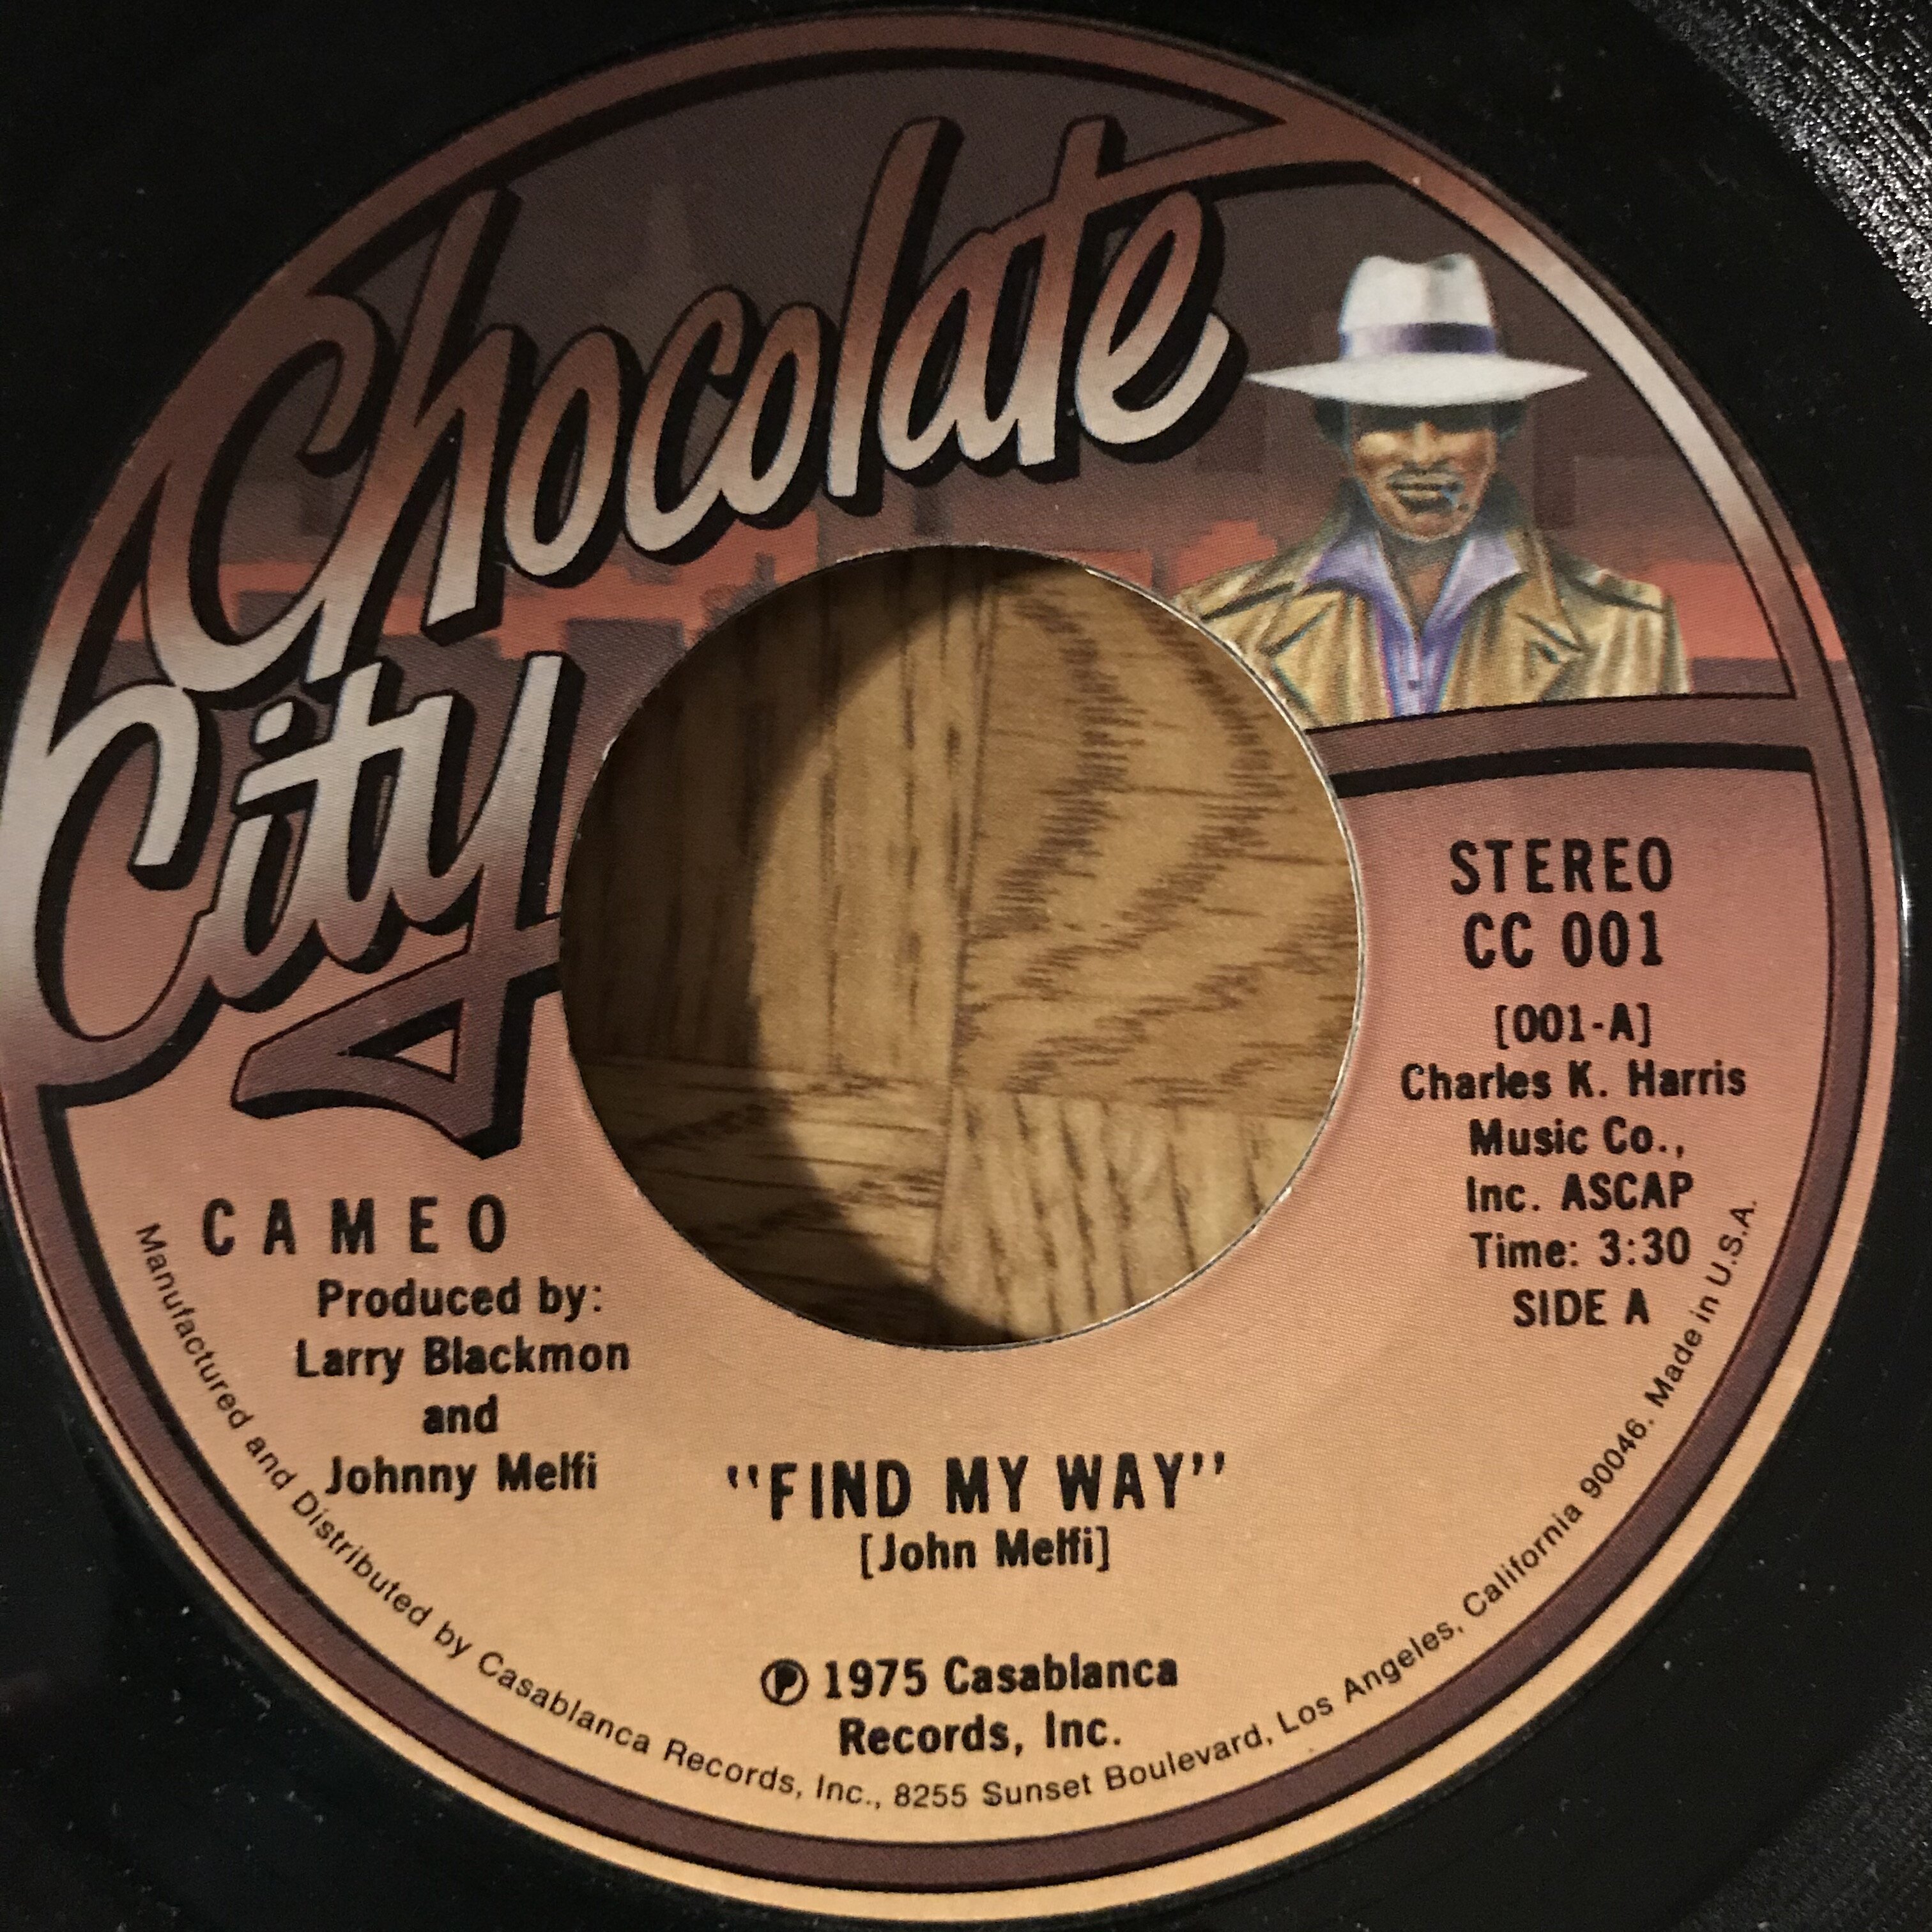 Chocolate
City
STEREO
CC 001
[001-A]
Charles K. Harris
Music Co.,
Inc. ASCAP
Time: 3:30
SIDE A
CAMEO
Produced by:
Larry Blackmon
and
Johnny Melfi
"FIND MY WAY"
[John Melfi]
℗ 1975 Casablanca
Records, Inc.
Manufactured and Distributed by Casablanca Records, Inc., 8255 Sunset Boulevard, Los Angeles, California 90046. Made in U.S.A.